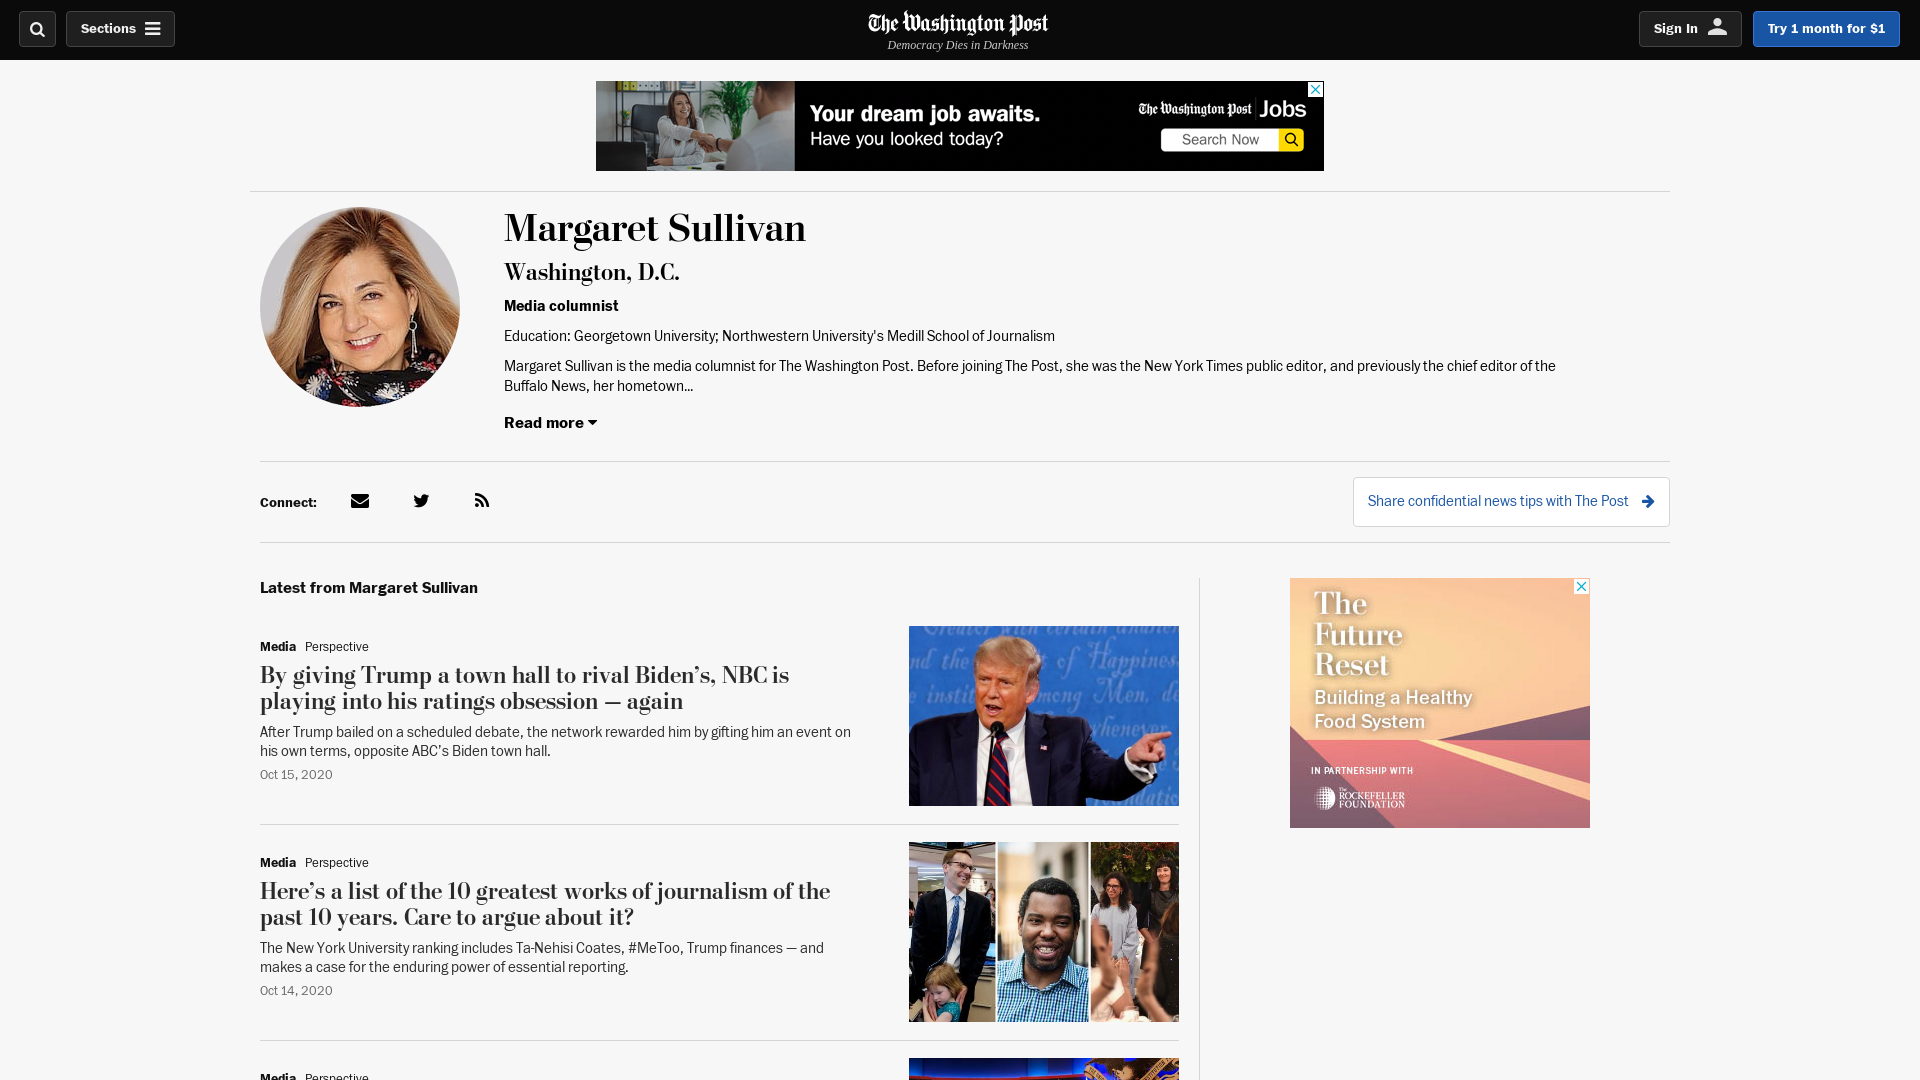 Sections
The Washington Post
Democracy Dies in Darkness
Sign In
Try 1 month for $1
Your dream job awaits.
Have you looked today?
The Washington Post Jobs
Search Now
Margaret Sullivan
Washington, D.C.
Media columnist
Education: Georgetown University; Northwestern University's Medill School of Journalism
Margaret Sullivan is the media columnist for The Washington Post. Before joining The Post, she was the New York Times public editor, and previously the chief editor of the
Buffalo News, her hometown...
Read more
Connect:
Share confidential news tips with The Post
Latest from Margaret Sullivan
Media Perspective
By giving Trump a town hall to rival Biden’s, NBC is
playing into his ratings obsession — again
After Trump bailed on a scheduled debate, the network rewarded him by gifting him an event on
his own terms, opposite ABC’s Biden town hall.
Oct 15, 2020
The
Future
Reset
Building a Healthy
Food System
IN PARTNERSHIP WITH
The
ROCKEFELLER
FOUNDATION
Media Perspective
Here’s a list of the 10 greatest works of journalism of the
past 10 years. Care to argue about it?
The New York University ranking includes Ta-Nehisi Coates, #MeToo, Trump finances — and
makes a case for the enduring power of essential reporting.
Oct 14, 2020
Media Perspective